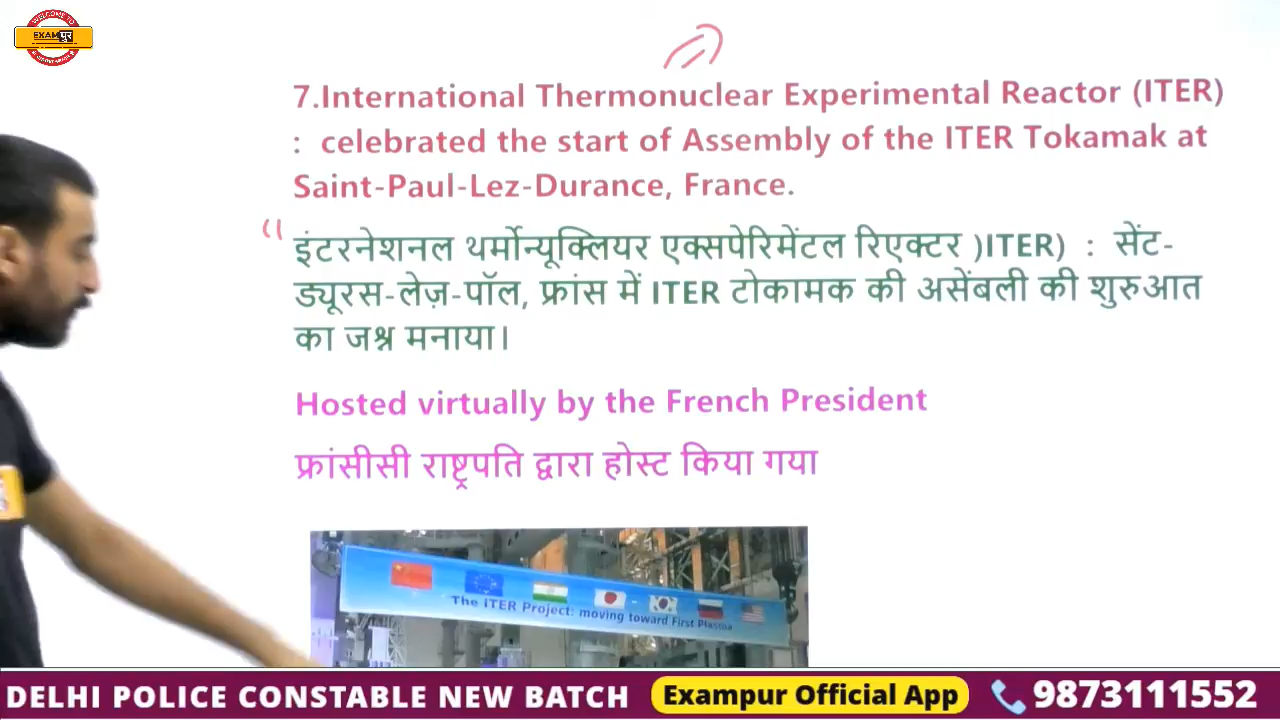 WELCOME TO
EXAMपुर
7.International Thermonuclear Experimental Reactor (ITER)
: celebrated the start of Assembly of the ITER Tokamak at
Saint-Paul-Lez-Durance, France.
इंटरनेशनल थर्मोन्यूक्लियर एक्सपेरिमेंटल रिएक्टर )ITER) : सेंट-
ड्यूरस-लेज़-पॉल, फ्रांस में ITER टोकामक की असेंबली की शुरुआत
का जश्न मनाया।
Hosted virtually by the French President
फ्रांसीसी राष्ट्रपति द्वारा होस्ट किया गया
The ITER Project: moving toward First Plasma
DELHI POLICE CONSTABLE NEW BATCH Exampur Official App 9873111552